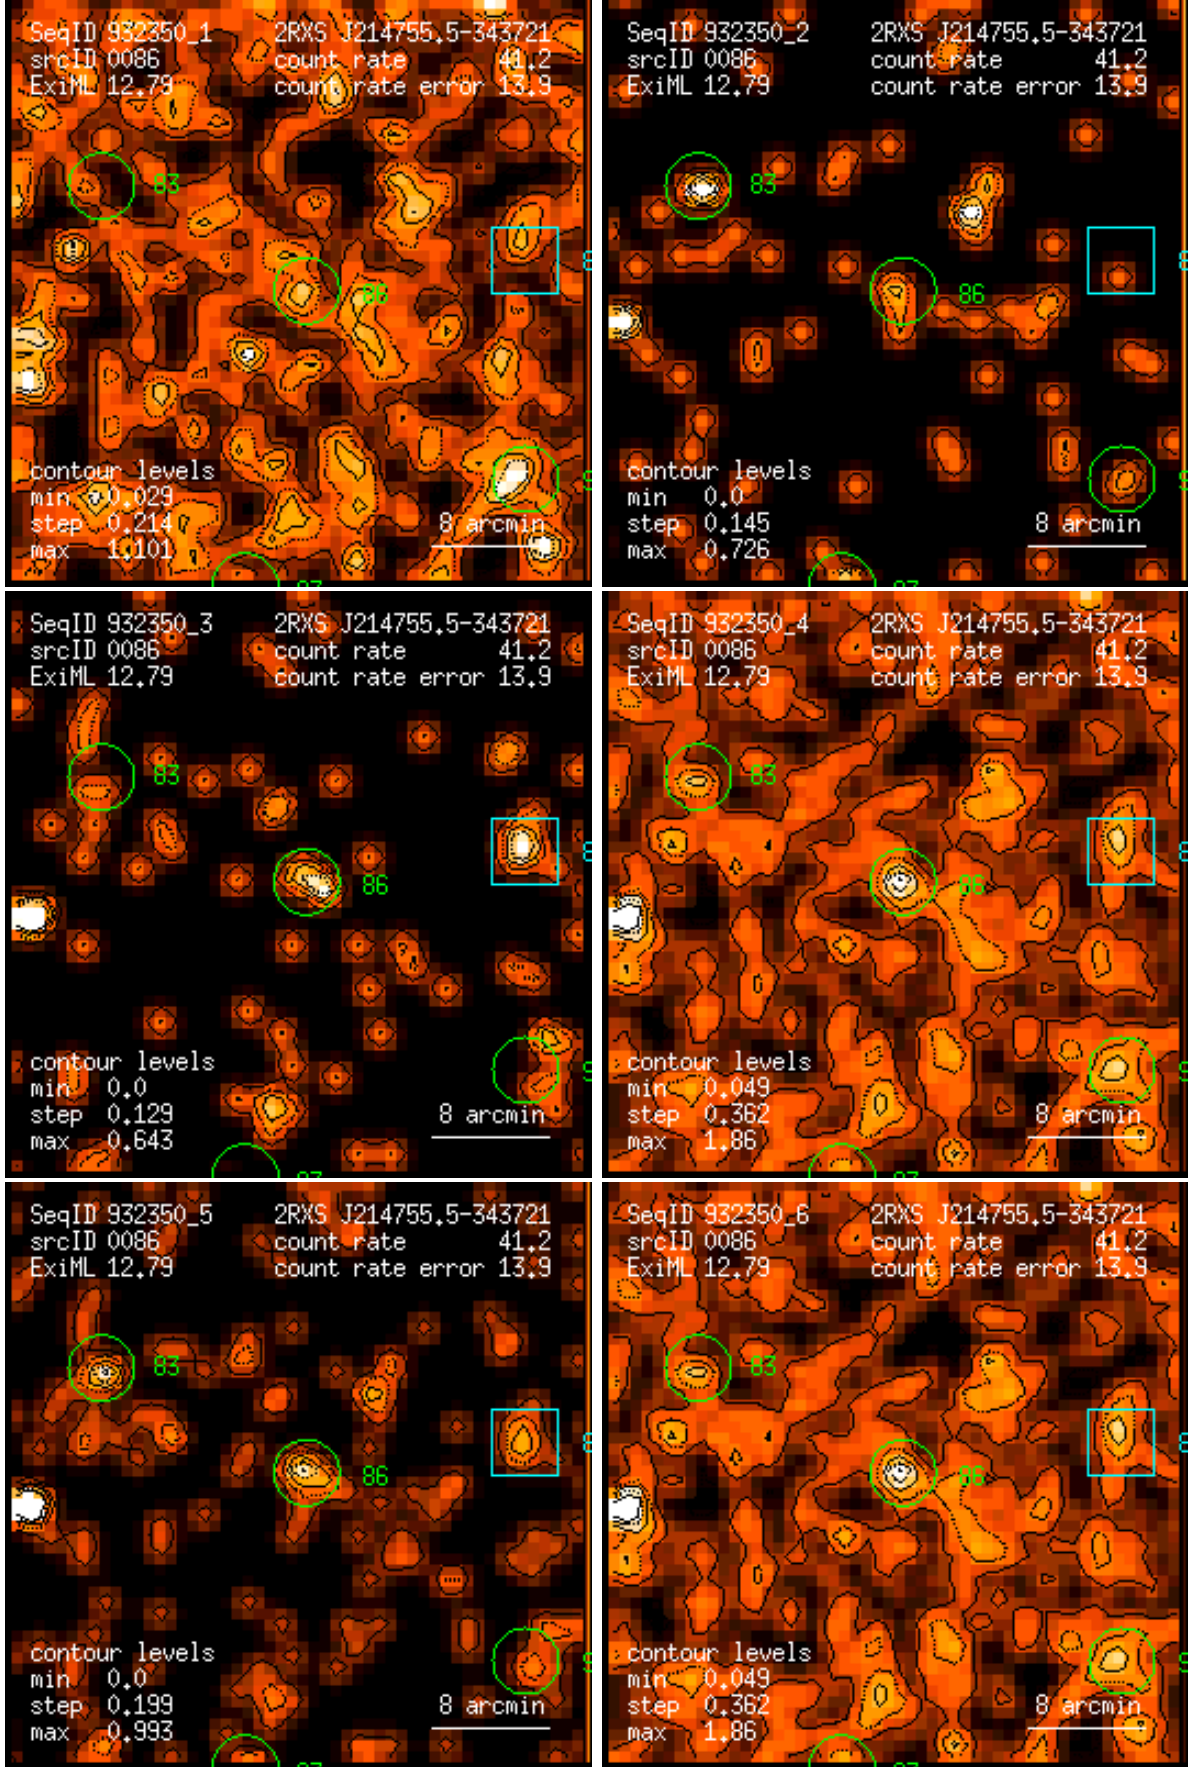 SeqID 932350_1 2RXS J214755.5-343721
srcID 0086 count rate 41.2
ExiML 12.79 count rate error 13.9
83
86
contour levels
min 0.029
step 0.214 8 arcmin
max 1.101
SeqID 932350_2 2RXS J214755.5-343721
srcID 0086 count rate 41.2
ExiML 12.79 count rate error 13.9
83
86
contour levels
min 0.0
step 0.145 8 arcmin
max 0.726
SeqID 932350_3 2RXS J214755.5-343721
srcID 0086 count rate 41.2
ExiML 12.79 count rate error 13.9
83
86
contour levels
min 0.0
step 0.129 8 arcmin
max 0.643
SeqID 932350_4 2RXS J214755.5-343721
srcID 0086 count rate 41.2
ExiML 12.79 count rate error 13.9
83
86
contour levels
min 0.049
step 0.362 8 arcmin
max 1.86
SeqID 932350_5 2RXS J214755.5-343721
srcID 0086 count rate 41.2
ExiML 12.79 count rate error 13.9
83
86
contour levels
min 0.0
step 0.199 8 arcmin
max 0.993
SeqID 932350_6 2RXS J214755.5-343721
srcID 0086 count rate 41.2
ExiML 12.79 count rate error 13.9
83
86
contour levels
min 0.049
step 0.362 8 arcmin
max 1.86